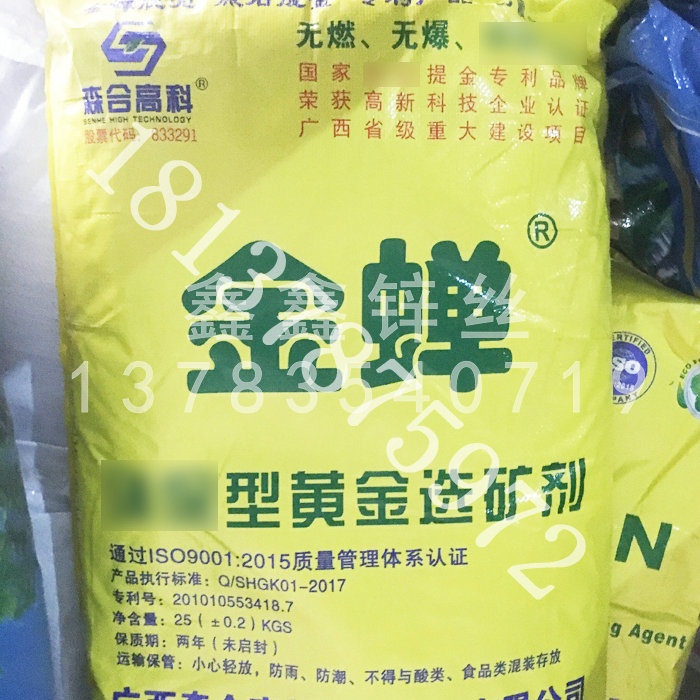 无燃、无爆、
森合高科®
SENHE HIGH TECHNOLOGY
股票代码：833291
国家 提金专利品牌
荣获高新科技企业认证
广西省级重大建设项目
金蝉®
鑫鑫锌丝
13783540717
18137875972
型黄金选矿剂
通过ISO9001:2015质量管理体系认证
产品执行标准：Q/SHGK01-2017
专利号：201010553418.7
净含量：25（±0.2）KGS
保质期：两年（未启封）
运输保管：小心轻放，防雨、防潮、不得与酸类、食品类混装存放
ISO
N
g Agent